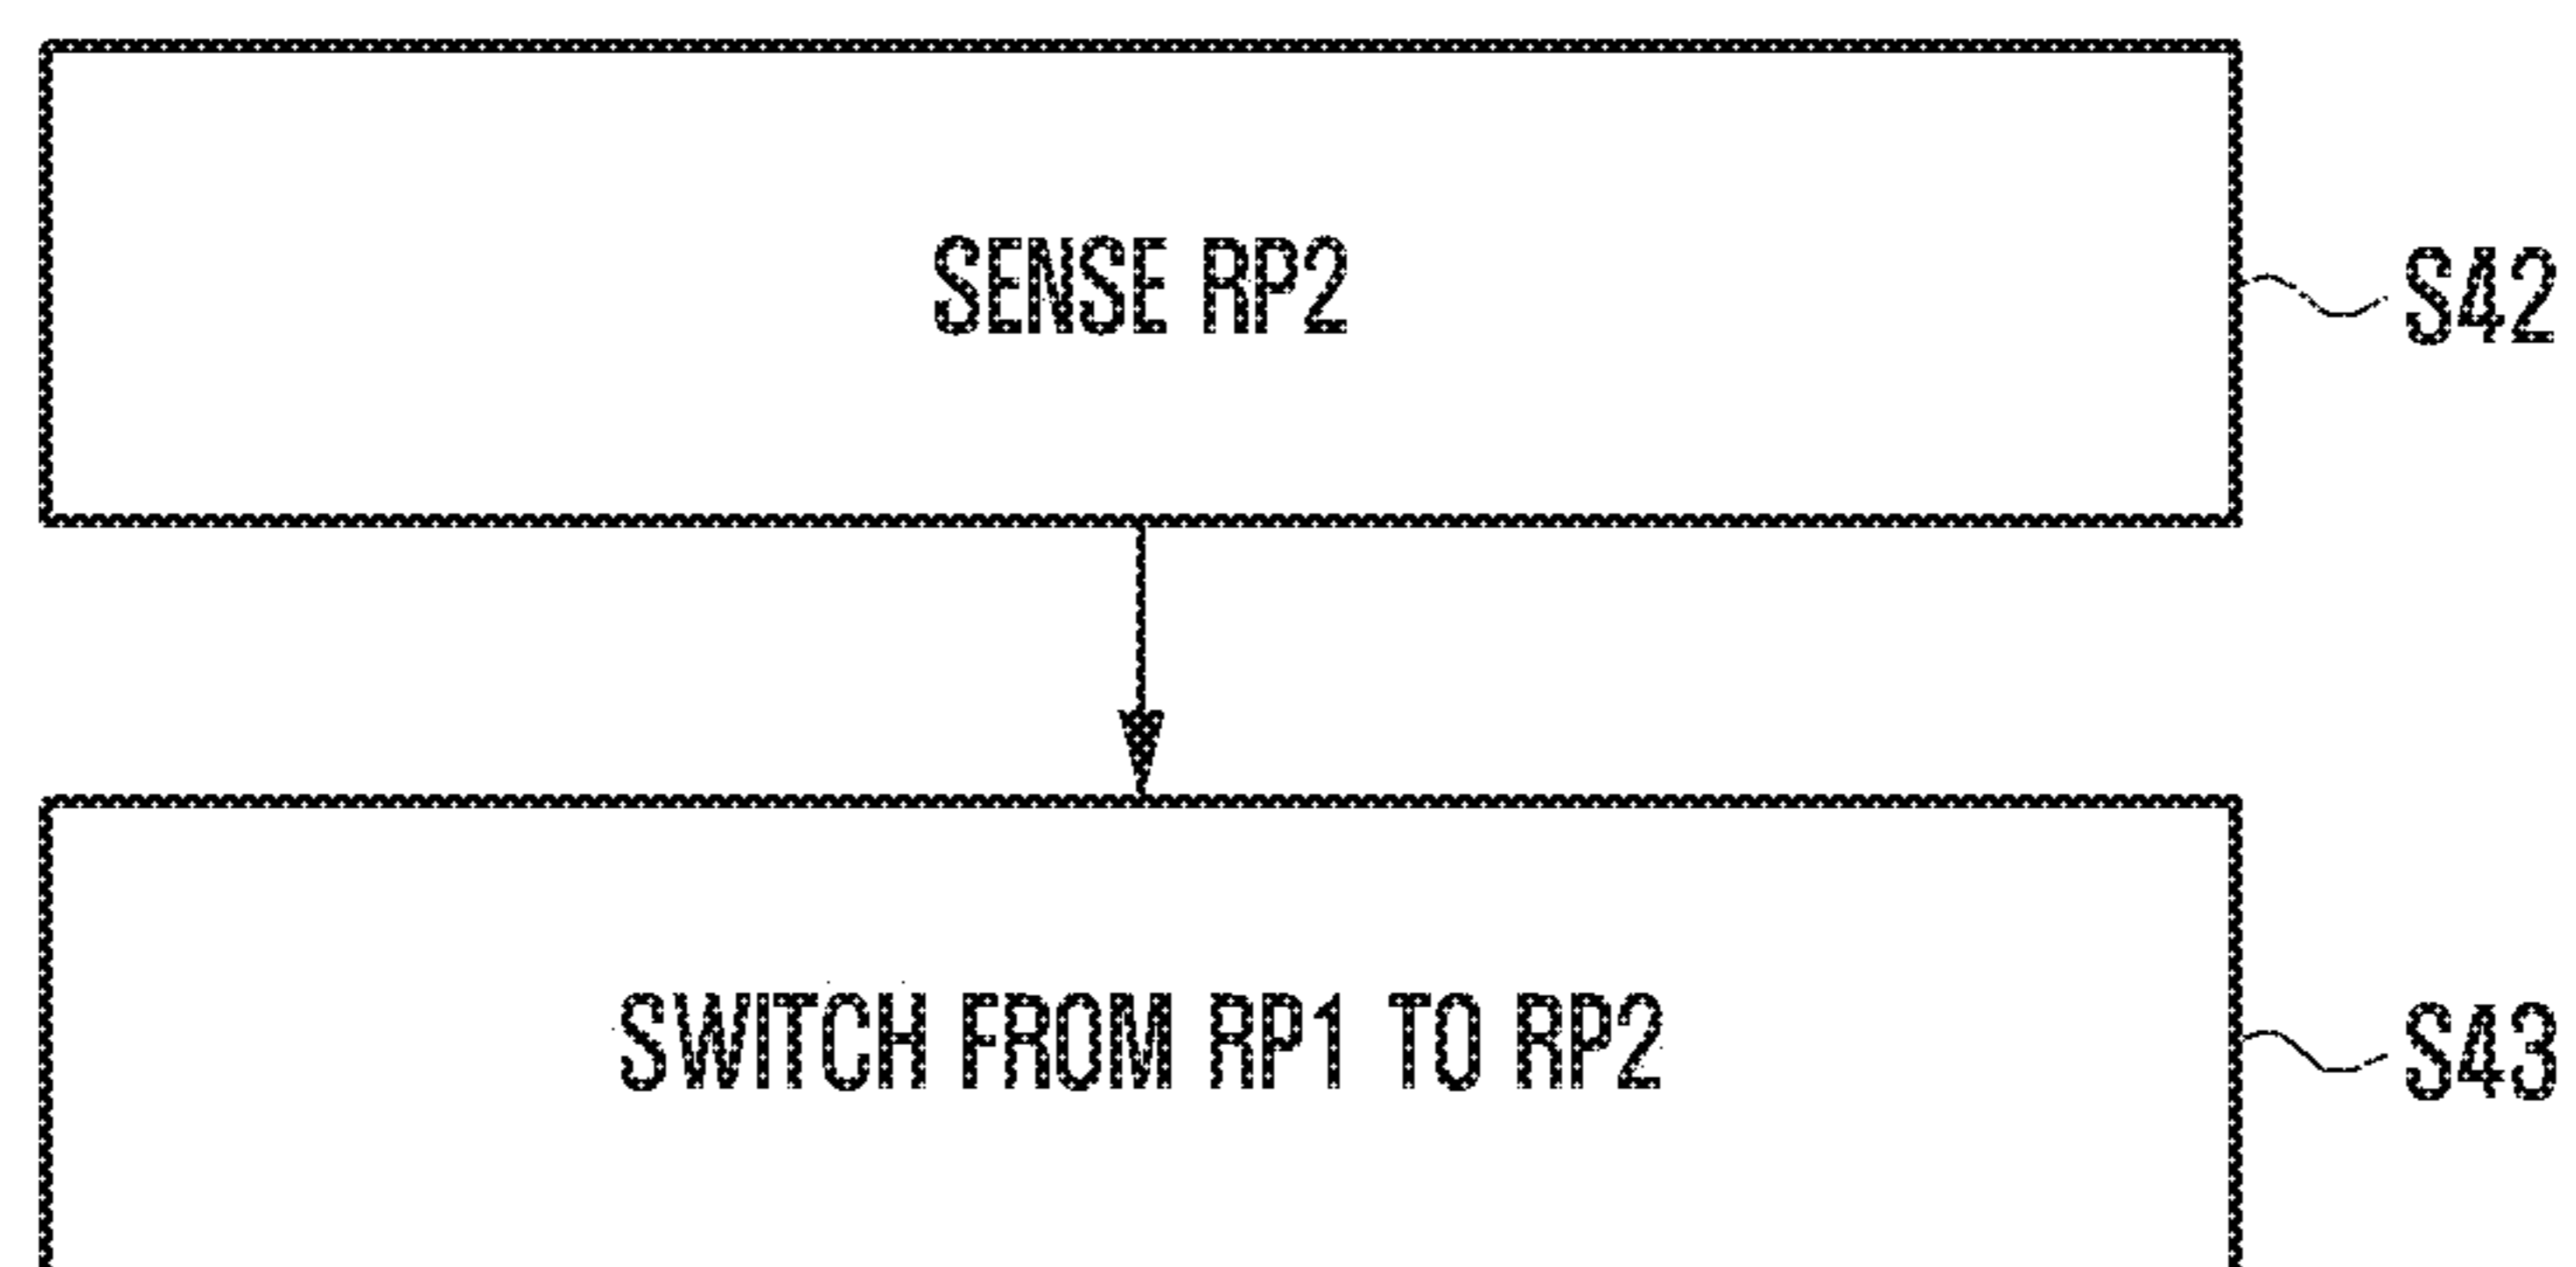 SENSE RP2
S42
SWITCH FROM RP1 TO RP2
S43